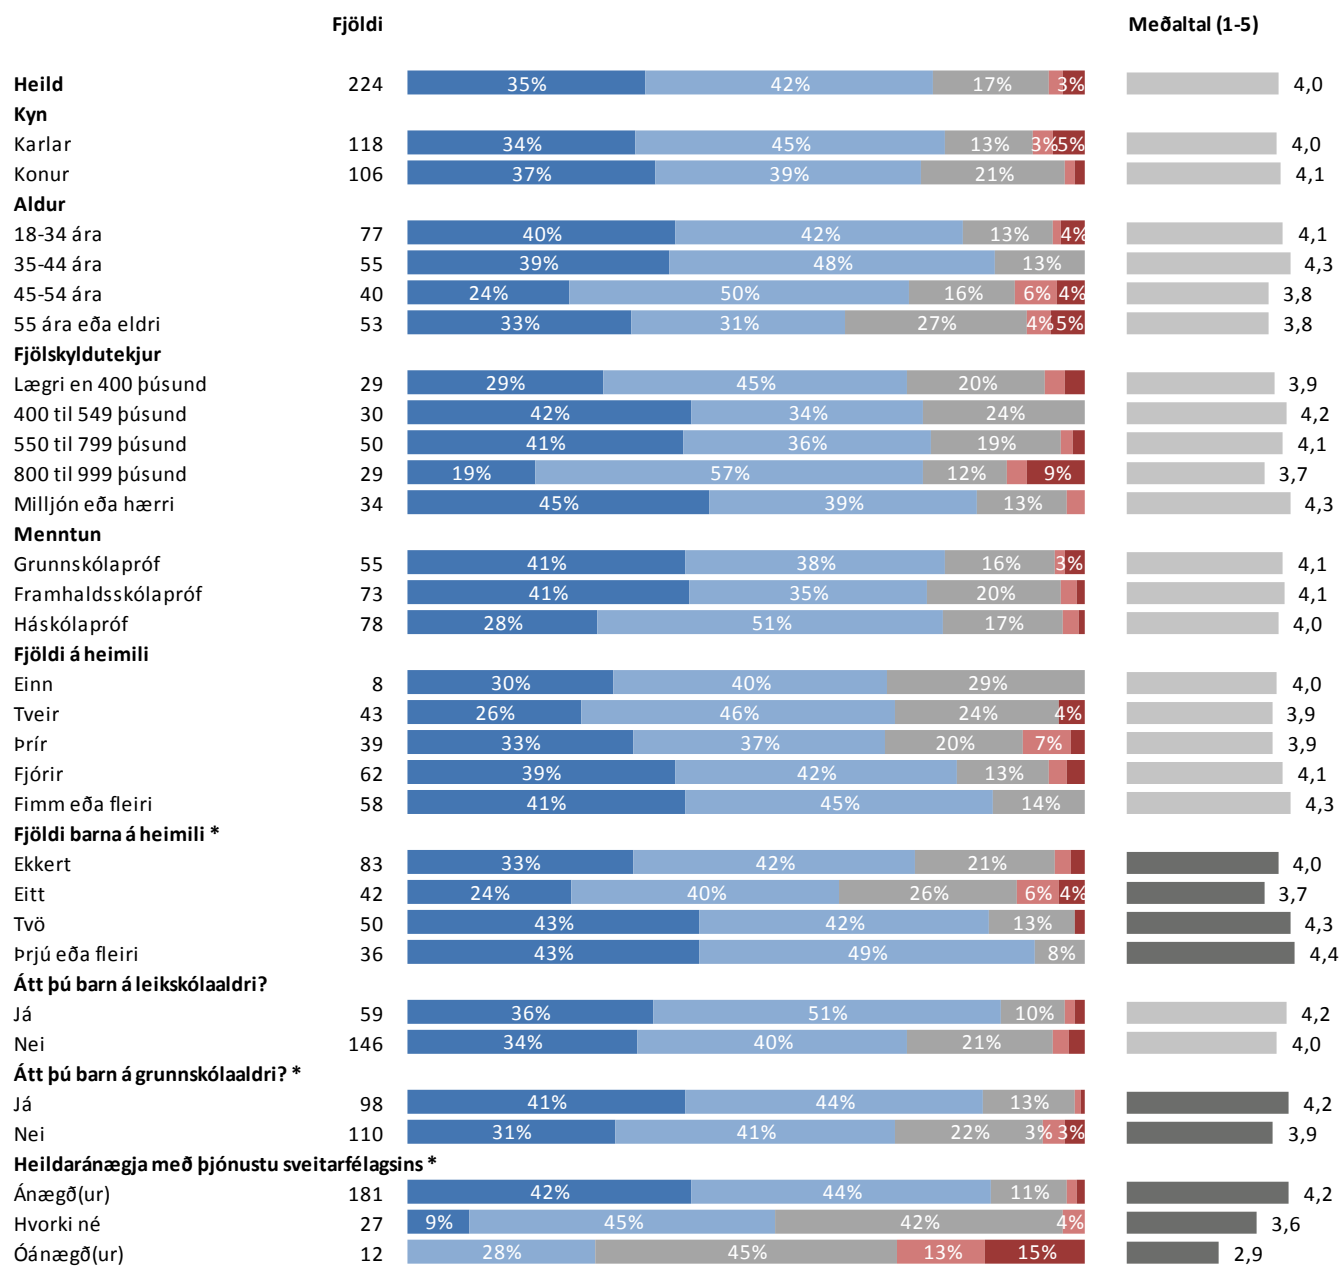 Fjöldi Meðaltal (1-5)
Heild 224 35% 42% 17% 3% 4,0
Kyn
Karlar 118 34% 45% 13% 3% 5% 4,0
Konur 106 37% 39% 21% 4,1
Aldur
18-34 ára 77 40% 42% 13% 4% 4,1
35-44 ára 55 39% 48% 13% 4,3
45-54 ára 40 24% 50% 16% 6% 4% 3,8
55 ára eða eldri 53 33% 31% 27% 4% 5% 3,8
Fjölskyldutekjur
Lægri en 400 þúsund 29 29% 45% 20% 3,9
400 til 549 þúsund 30 42% 34% 24% 4,2
550 til 799 þúsund 50 41% 36% 19% 4,1
800 til 999 þúsund 29 19% 57% 12% 9% 3,7
Milljón eða hærri 34 45% 39% 13% 4,3
Menntun
Grunnskólapróf 55 41% 38% 16% 3% 4,1
Framhaldsskólapróf 73 41% 35% 20% 4,1
Háskólapróf 78 28% 51% 17% 4,0
Fjöldi á heimili
Einn 8 30% 40% 29% 4,0
Tveir 43 26% 46% 24% 4% 3,9
Þrír 39 33% 37% 20% 7% 3,9
Fjórir 62 39% 42% 13% 4,1
Fimm eða fleiri 58 41% 45% 14% 4,3
Fjöldi barna á heimili *
Ekkert 83 33% 42% 21% 4,0
Eitt 42 24% 40% 26% 6% 4% 3,7
Tvö 50 43% 42% 13% 4,3
Þrjú eða fleiri 36 43% 49% 8% 4,4
Átt þú barn á leikskólaaldri?
Já 59 36% 51% 10% 4,2
Nei 146 34% 40% 21% 4,0
Átt þú barn á grunnskólaaldri? *
Já 98 41% 44% 13% 4,2
Nei 110 31% 41% 22% 3% 3% 3,9
Heildaránægja með þjónustu sveitarfélagsins *
Ánægð(ur) 181 42% 44% 11% 4,2
Hvorki né 27 9% 45% 42% 4% 3,6
Óánægð(ur) 12 28% 45% 13% 15% 2,9